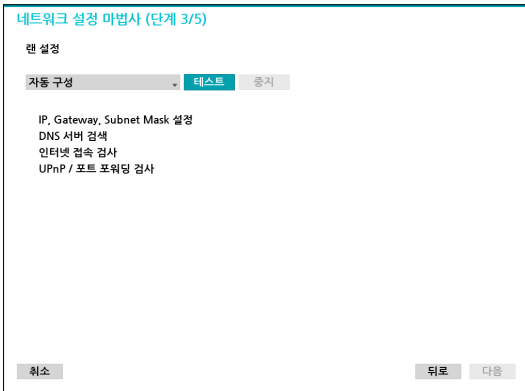 네트워크 설정 마법사 (단계 3/5)
랜 설정
자동 구성 테스트 중지
IP, Gateway, Subnet Mask 설정
DNS 서버 검색
인터넷 접속 검사
UPnP / 포트 포워딩 검사
취소 뒤로 다음